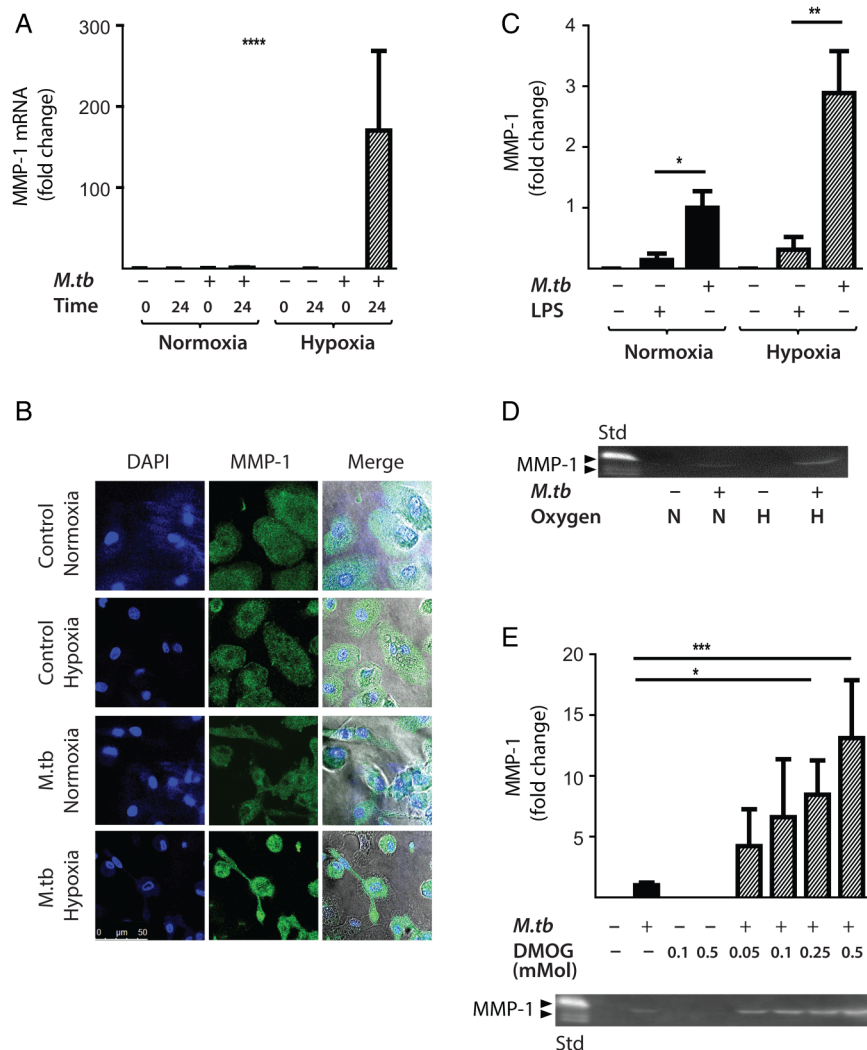 A
MMP-1 mRNA
(fold change)
300
200
100
****
M.tb – – + + – – + +
Time 0 24 0 24 0 24 0 24
Normoxia Hypoxia
B
DAPI MMP-1 Merge
Control
Normoxia
Control
Hypoxia
M.tb
Normoxia
M.tb
Hypoxia
0 μm 50
C
MMP-1
(fold change)
4
3
2
1
*
**
M.tb – – + – – +
LPS – + – – + –
Normoxia Hypoxia
D
Std
MMP-1
M.tb – + – +
Oxygen N N H H
E
MMP-1
(fold change)
20
15
10
5
***
*
M.tb – + – – + + + +
DMOG – – 0.1 0.5 0.05 0.1 0.25 0.5
(mMol)
MMP-1
Std